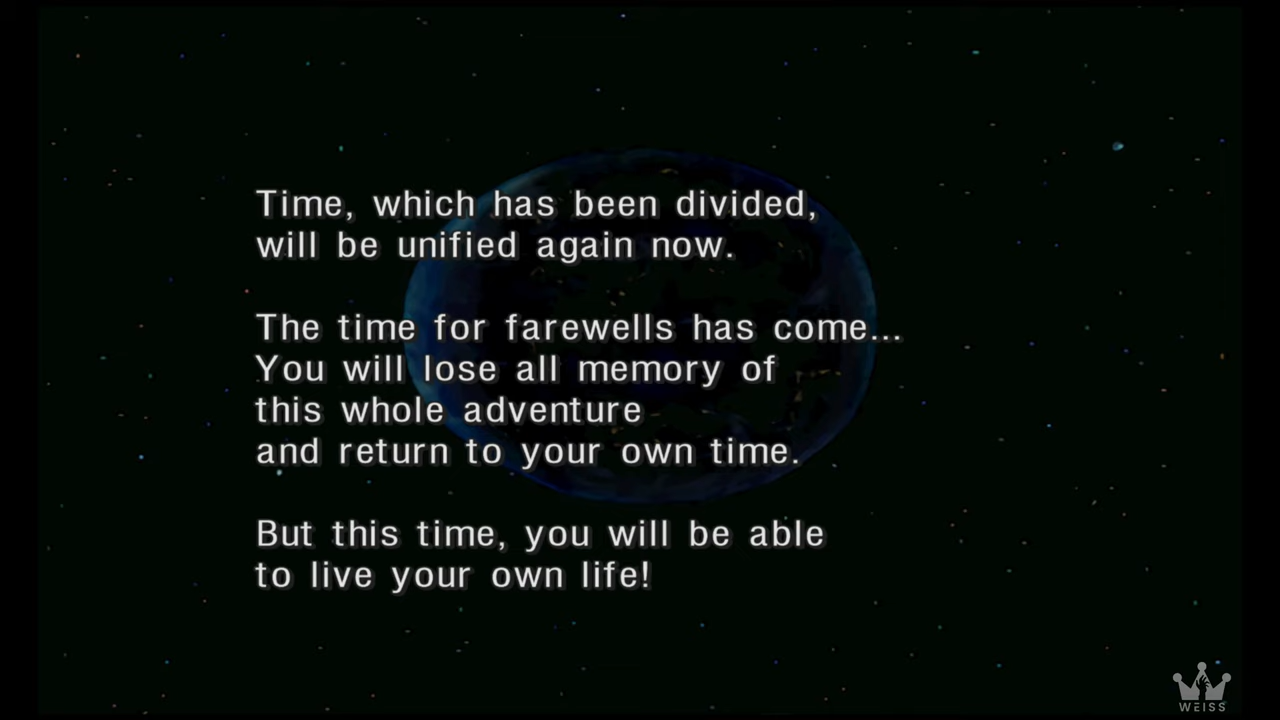 Time, which has been divided,
will be unified again now.
The time for farewells has come...
You will lose all memory of
this whole adventure
and return to your own time.
But this time, you will be able
to live your own life!
WEISS